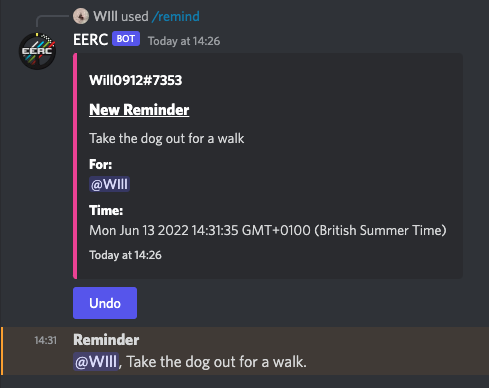 WIll used /remind
EERC BOT Today at 14:26
EERC
Will0912#7353
New Reminder
Take the dog out for a walk
For:
@WIll
Time:
Mon Jun 13 2022 14:31:35 GMT+0100 (British Summer Time)
Today at 14:26
Undo
14:31 Reminder
@WIll, Take the dog out for a walk.